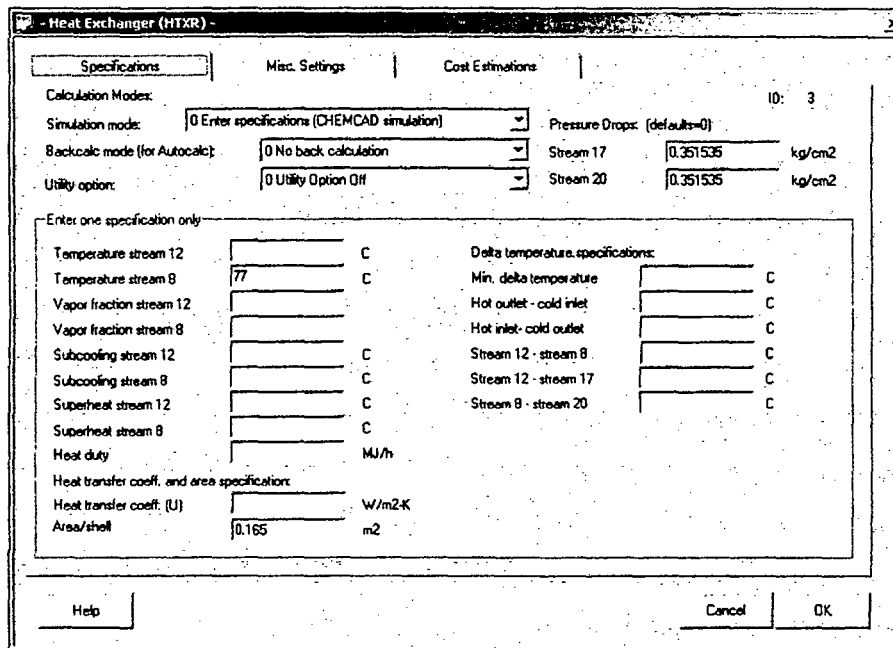 - Heat Exchanger (HTXR) -
Specifications
Misc. Settings
Cost Estimations
Calculation Modes:
ID: 3
Simulation mode:
0 Enter specifications (CHEMCAD simulation)
Pressure Drops: (defaults=0)
Backcalc mode (for Autocalc):
0 No back calculation
Stream 17
0.351535
kg/cm2
Utility option:
0 Utility Option Off
Stream 20
0.351535
kg/cm2
Enter one specification only
Temperature stream 12
C
Temperature stream 8
77
C
Vapor fraction stream 12
Vapor fraction stream 8
Subcooling stream 12
C
Subcooling stream 8
C
Superheat stream 12
C
Superheat stream 8
C
Heat duty
MJ/h
Heat transfer coeff. and area specification:
Heat transfer coeff. (U)
W/m2-K
Area/shell
0.165
m2
Delta temperature specifications:
Min. delta temperature
C
Hot outlet - cold inlet
C
Hot inlet- cold outlet
C
Stream 12 - stream 8
C
Stream 12 - stream 17
C
Stream 8 - stream 20
C
Help
Cancel
OK